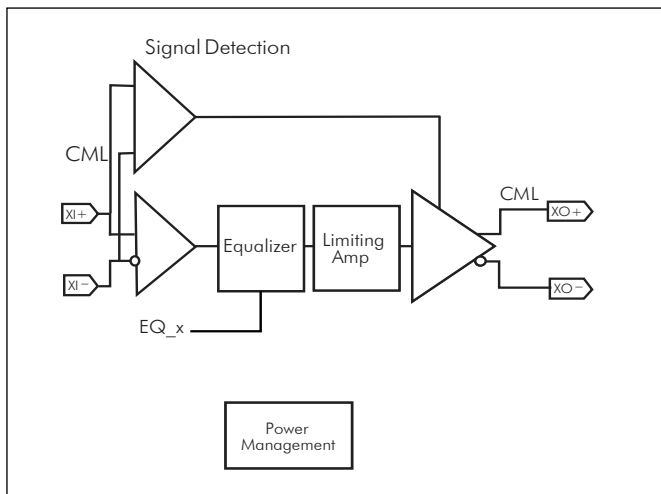 Signal Detection
CML
XI+
XI−
Equalizer
Limiting
Amp
EQ_x
CML
XO+
XO−
Power
Management